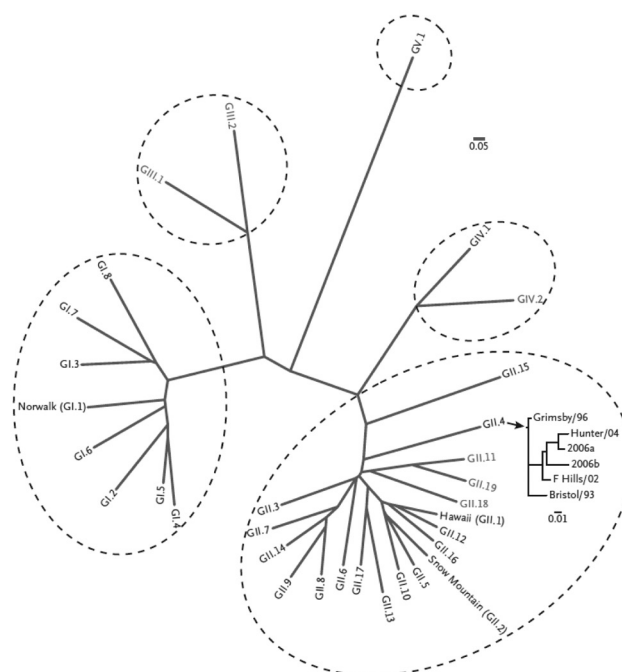 GV.1
0.05
GIII.2
GIII.1
GIV.1
GIV.2
GI.8
GI.7
GI.3
Norwalk (GI.1)
GI.6
GI.2
GI.5
GI.4
GII.15
GII.4
Grimsby/96
Hunter/04
2006a
2006b
F Hills/02
Bristol/93
0.01
GII.11
GII.19
GII.18
Hawaii (GII.1)
GII.12
GII.16
Snow Mountain (GII.2)
GII.5
GII.10
GII.13
GII.17
GII.6
GII.8
GII.9
GII.14
GII.7
GII.3